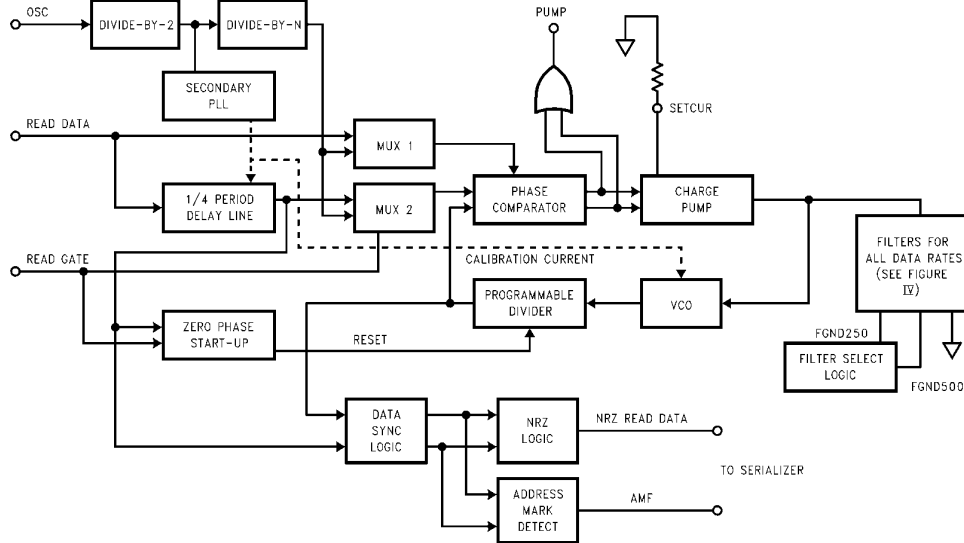 OSC
DIVIDE-BY-2
DIVIDE-BY-N
PUMP
SETCUR
SECONDARY
PLL
READ DATA
MUX 1
1/4 PERIOD
DELAY LINE
MUX 2
PHASE
COMPARATOR
CHARGE
PUMP
FILTERS FOR
ALL DATA RATES
(SEE FIGURE
IV)
READ GATE
CALIBRATION CURRENT
PROGRAMMABLE
DIVIDER
VCO
ZERO PHASE
START-UP
RESET
FGND250
FILTER SELECT
LOGIC
FGND500
DATA
SYNC
LOGIC
NRZ
LOGIC
NRZ READ DATA
TO SERIALIZER
ADDRESS
MARK
DETECT
AMF